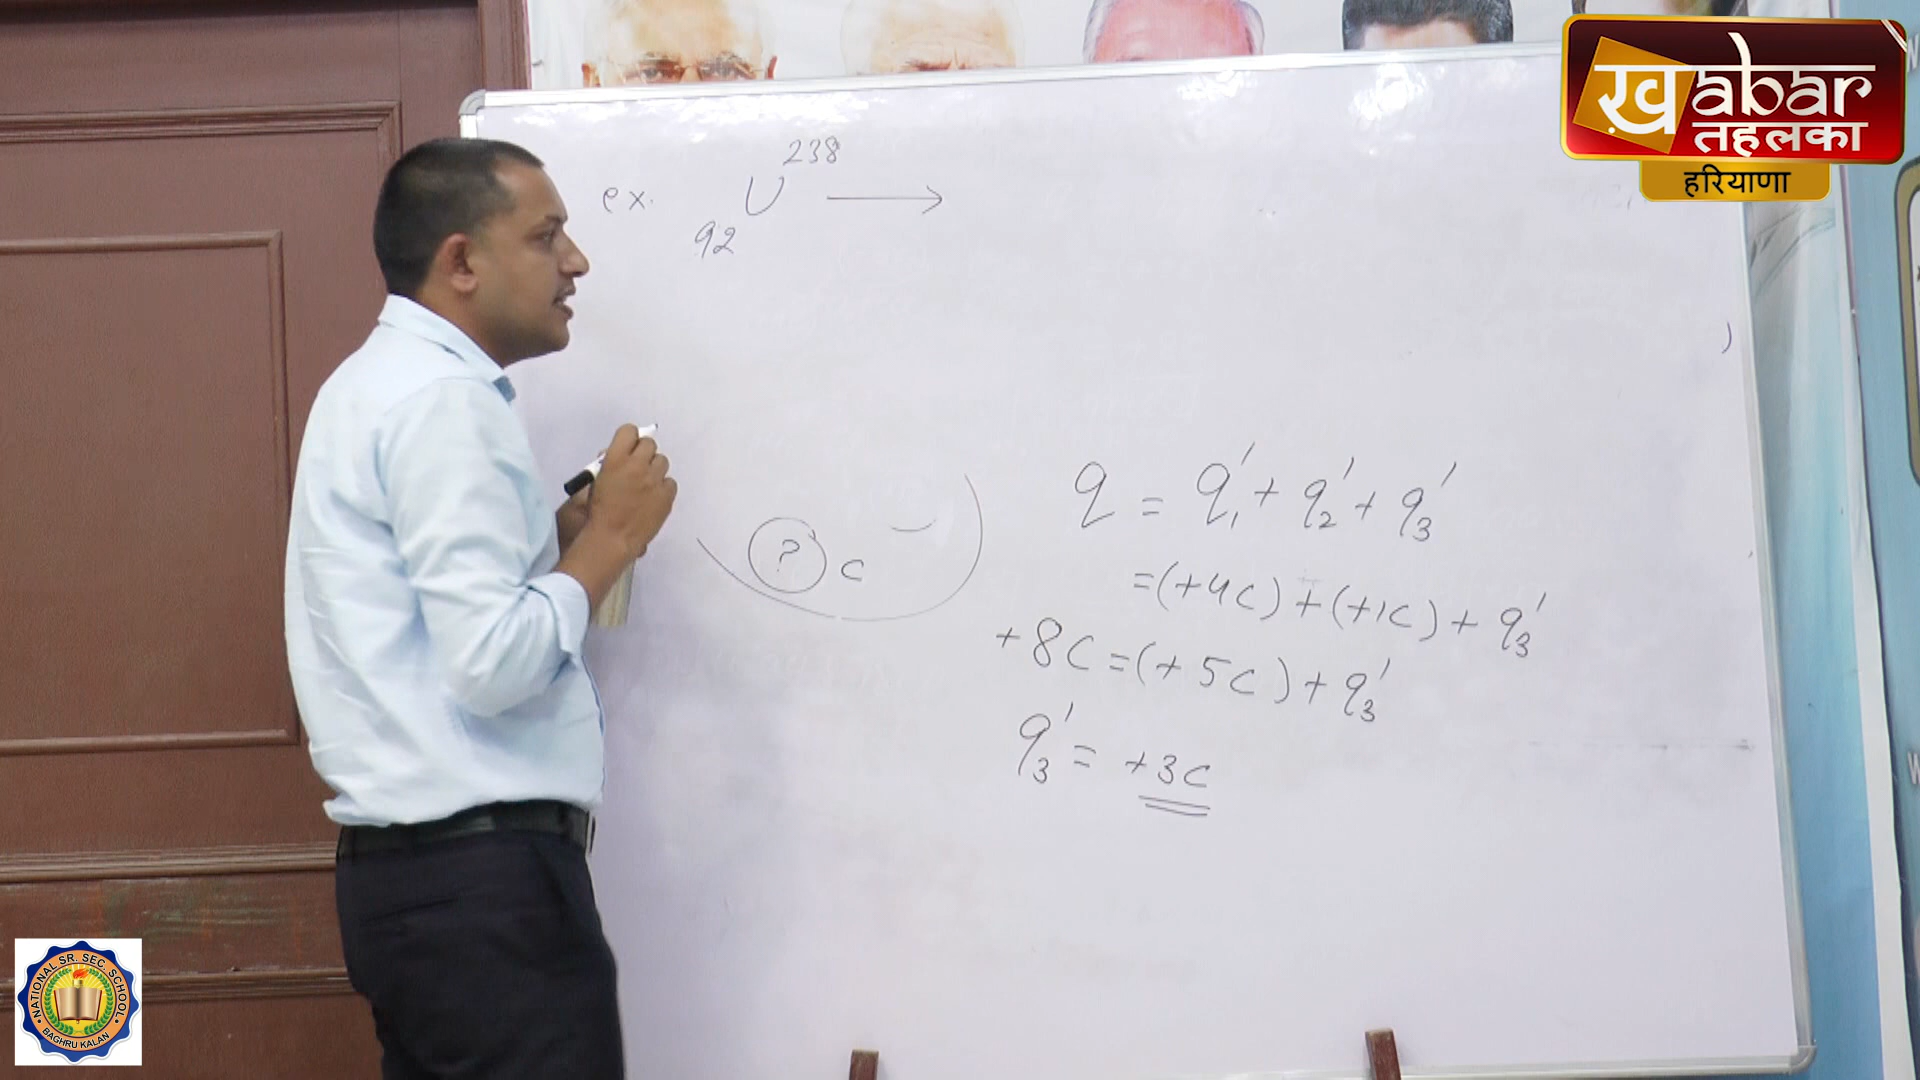 ख़abar
तहलका
हरियाणा
ex. ₉₂U²³⁸ ⟶
? C
q = q₁' + q₂' + q₃'
= (+4C) + (+1C) + q₃'
+8C = (+5C) + q₃'
q₃' = +3C
NATIONAL SR. SEC. SCHOOL
BAGHRU KALAN